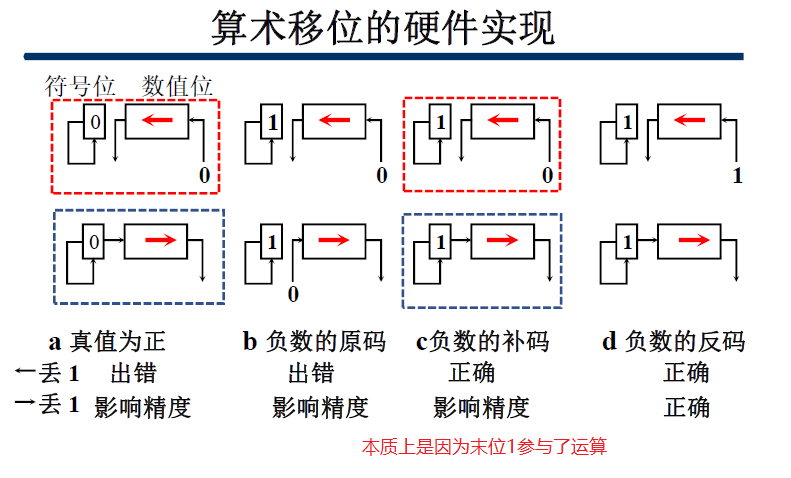 算术移位的硬件实现
符号位 数值位
0 1 1 1
0 0 0 1
0 1 1 1
0
a 真值为正 b 负数的原码 c负数的补码 d 负数的反码
←丢 1 出错 出错 正确 正确
→丢 1 影响精度 影响精度 影响精度 正确
本质上是因为末位1参与了运算